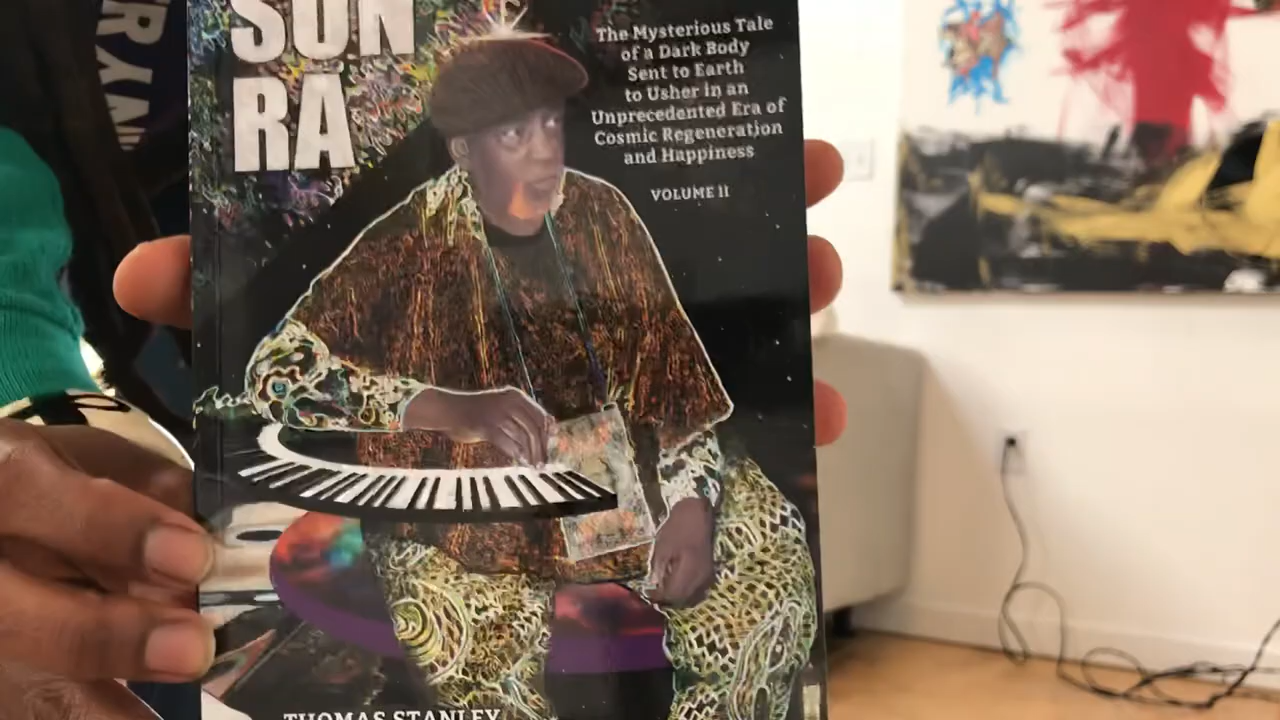 SUN
RA
The Mysterious Tale
of a Dark Body
Sent to Earth
to Usher in an
Unprecedented Era of
Cosmic Regeneration
and Happiness
VOLUME II
THOMAS STANLEY